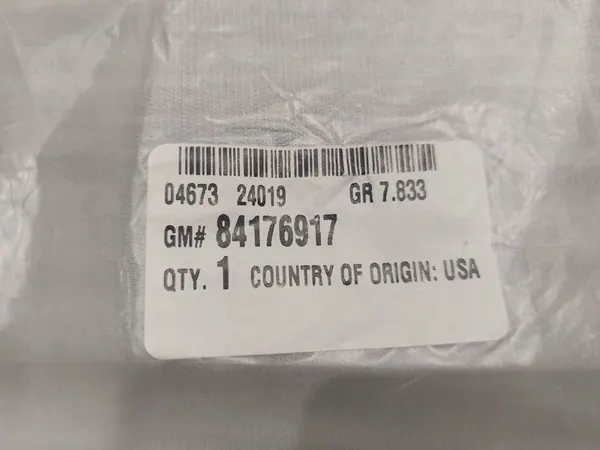 04673 24019 GR 7.833
GM# 84176917
QTY. 1 COUNTRY OF ORIGIN: USA